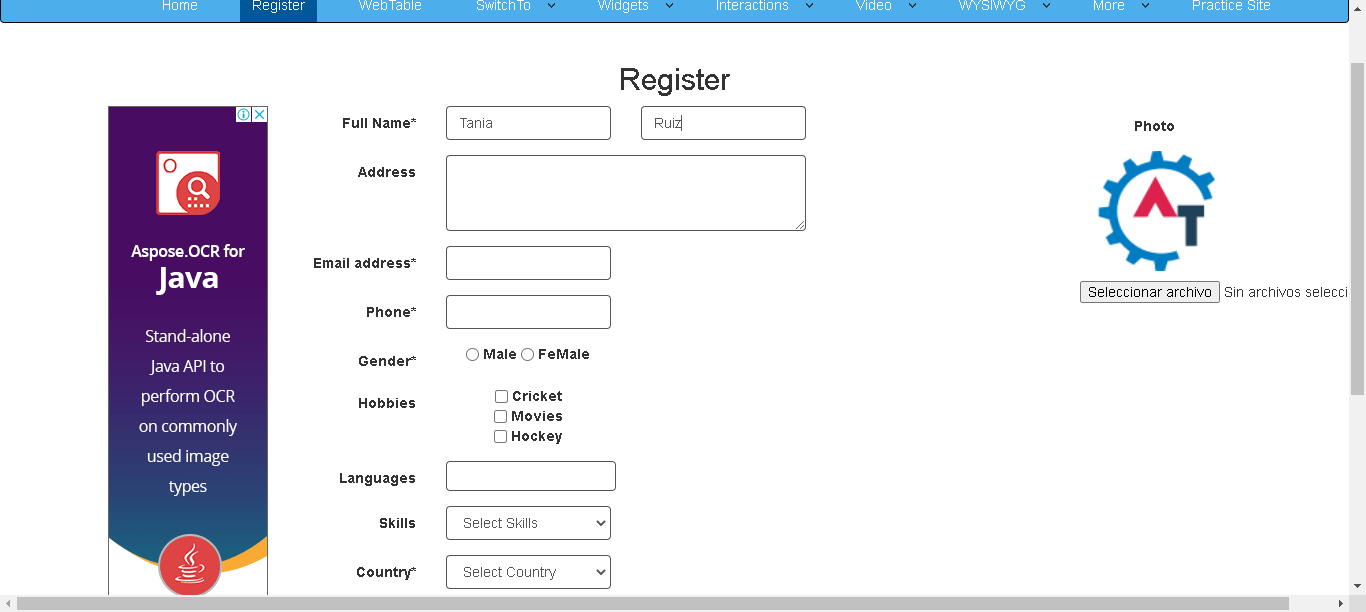 Home Register WebTable SwitchTo Widgets Interactions Video WYSIWYG More Practice Site
Register
Full Name* Tania Ruiz
Photo
Address
Aspose.OCR for
Java
Email address*
Seleccionar archivo Sin archivos selecci
Phone*
Stand-alone
Java API to
perform OCR
on commonly
used image
types
Gender* Male FeMale
Hobbies Cricket
Movies
Hockey
Languages
Skills Select Skills
Country* Select Country